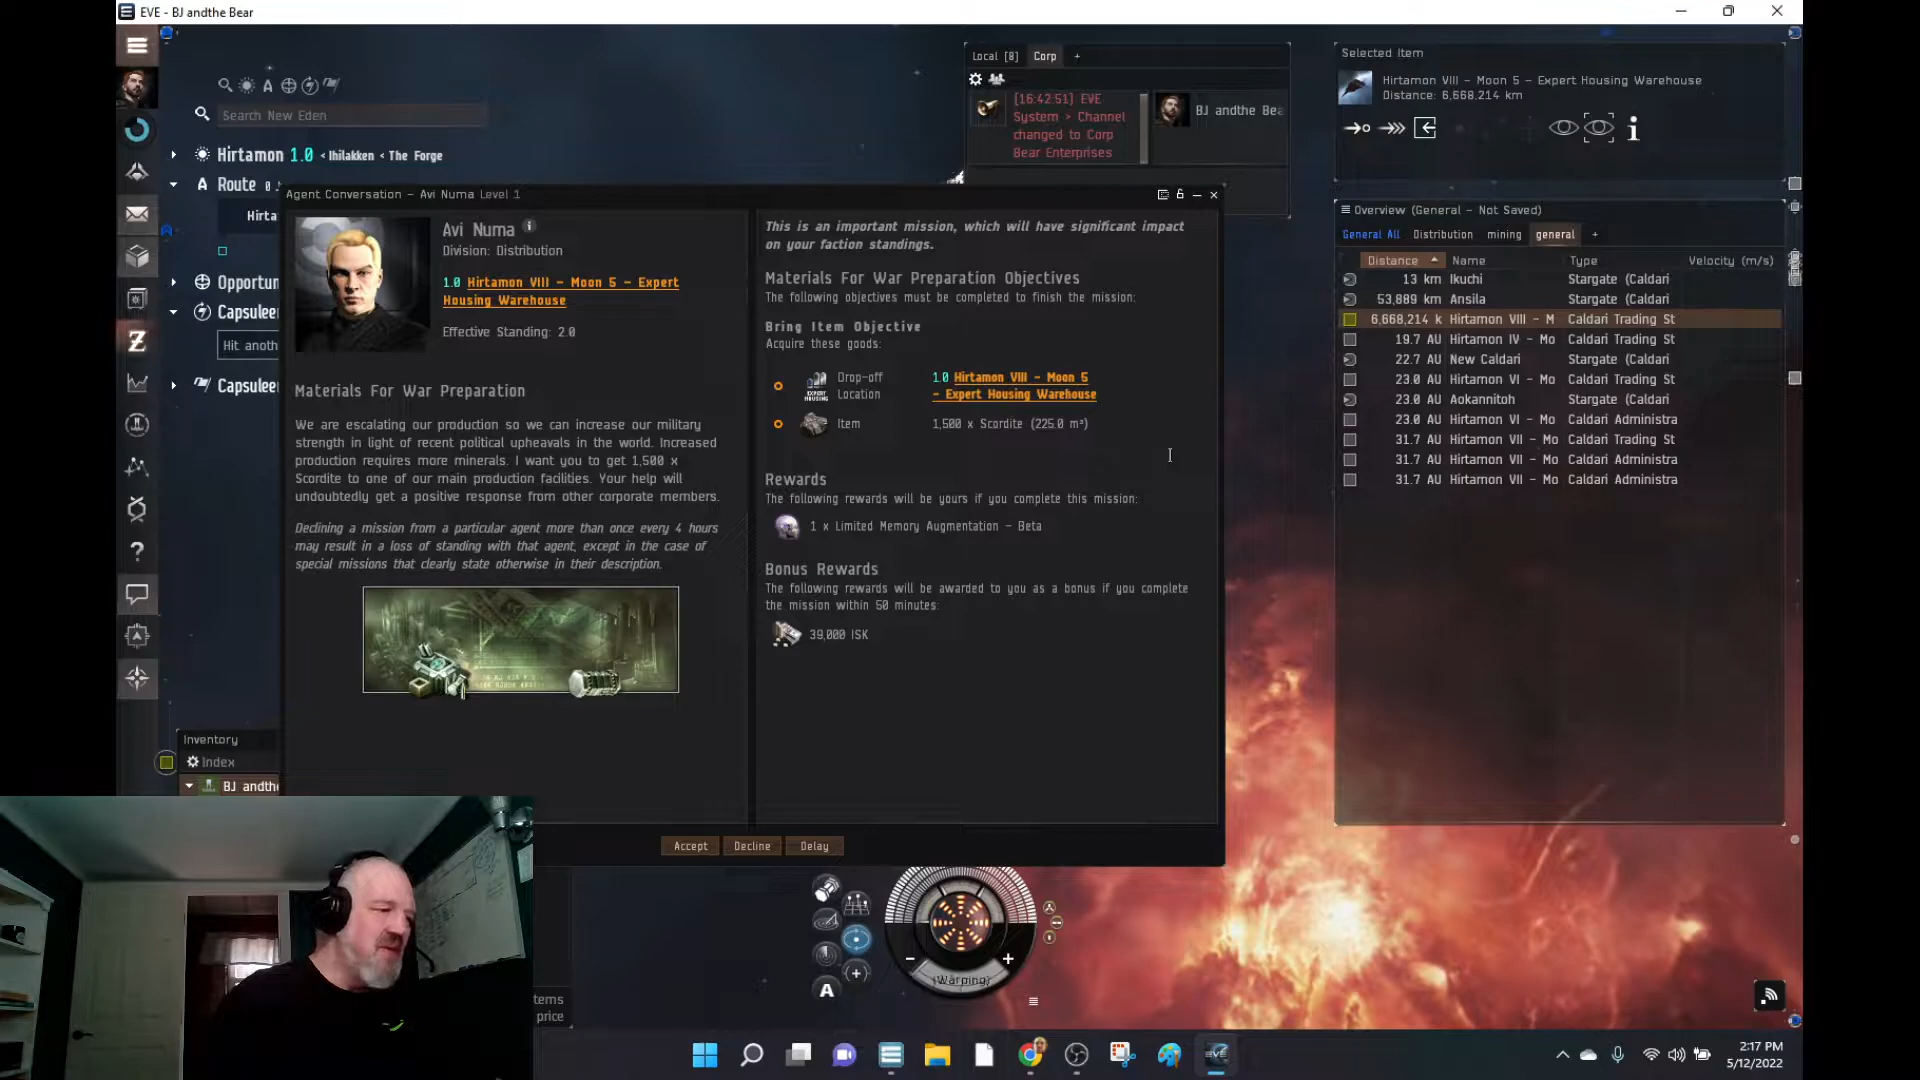 EVE - BJ andthe Bear
Search New Eden
Hirtamon 1.0 < Ihilakken < The Forge
Route 0
Hirta
Opportun
Capsulee
Hit anoth
Capsuleer
Local [8] Corp +
[16:42:51] EVE
System > Channel
changed to Corp
Bear Enterprises
BJ andthe Bea
Selected Item
Hirtamon VIII - Moon 5 - Expert Housing Warehouse
Distance: 6,668,214 km
Overview (General - Not Saved)
General All Distribution mining general +
Distance Name Type Velocity (m/s)
13 km Ikuchi Stargate (Caldari
53,889 km Ansila Stargate (Caldari
6,668,214 k Hirtamon VIII - M Caldari Trading St
19.7 AU Hirtamon IV - Mo Caldari Trading St
22.7 AU New Caldari Stargate (Caldari
23.0 AU Hirtamon VI - Mo Caldari Trading St
23.0 AU Aokannitoh Stargate (Caldari
23.0 AU Hirtamon VI - Mo Caldari Administra
31.7 AU Hirtamon VII - Mo Caldari Trading St
31.7 AU Hirtamon VII - Mo Caldari Administra
31.7 AU Hirtamon VII - Mo Caldari Administra
Agent Conversation - Avi Numa Level 1
Avi Numa
Division: Distribution
1.0 Hirtamon VIII - Moon 5 - Expert
Housing Warehouse
Effective Standing: 2.0
Materials For War Preparation
We are escalating our production so we can increase our military
strength in light of recent political upheavals in the world. Increased
production requires more minerals. I want you to get 1,500 x
Scordite to one of our main production facilities. Your help will
undoubtedly get a positive response from other corporate members.
Declining a mission from a particular agent more than once every 4 hours
may result in a loss of standing with that agent, except in the case of
special missions that clearly state otherwise in their description.
This is an important mission, which will have significant impact
on your faction standings.
Materials For War Preparation Objectives
The following objectives must be completed to finish the mission:
Bring Item Objective
Acquire these goods:
EXPERT
HOUSING
Drop-off
Location
1.0 Hirtamon VIII - Moon 5
- Expert Housing Warehouse
Item 1,500 x Scordite (225.0 m³)
Rewards
The following rewards will be yours if you complete this mission:
1 x Limited Memory Augmentation - Beta
Bonus Rewards
The following rewards will be awarded to you as a bonus if you complete
the mission within 50 minutes:
39,000 ISK
Accept Decline Delay
Inventory
Index
BJ andthe
tems
price
(Warping)
EVE
2:17 PM
5/12/2022